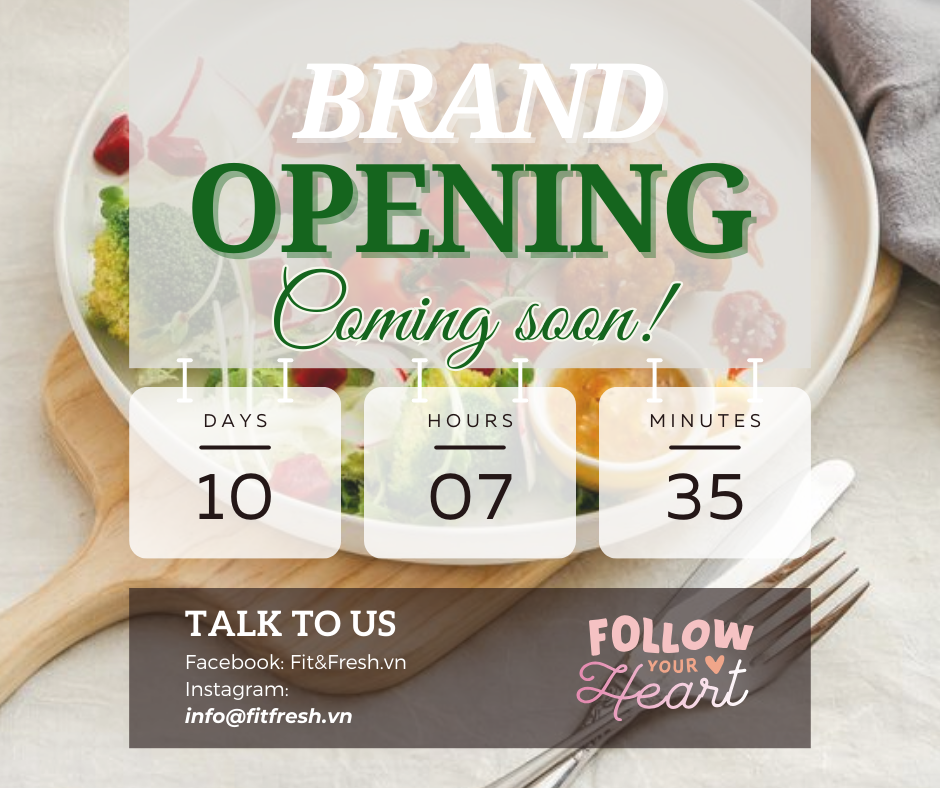 BRAND
OPENING
Coming soon!
DAYS
HOURS
MINUTES
10
07
35
TALK TO US
Facebook: Fit&Fresh.vn
Instagram:
info@fitfresh.vn
FOLLOW
YOUR
Heart